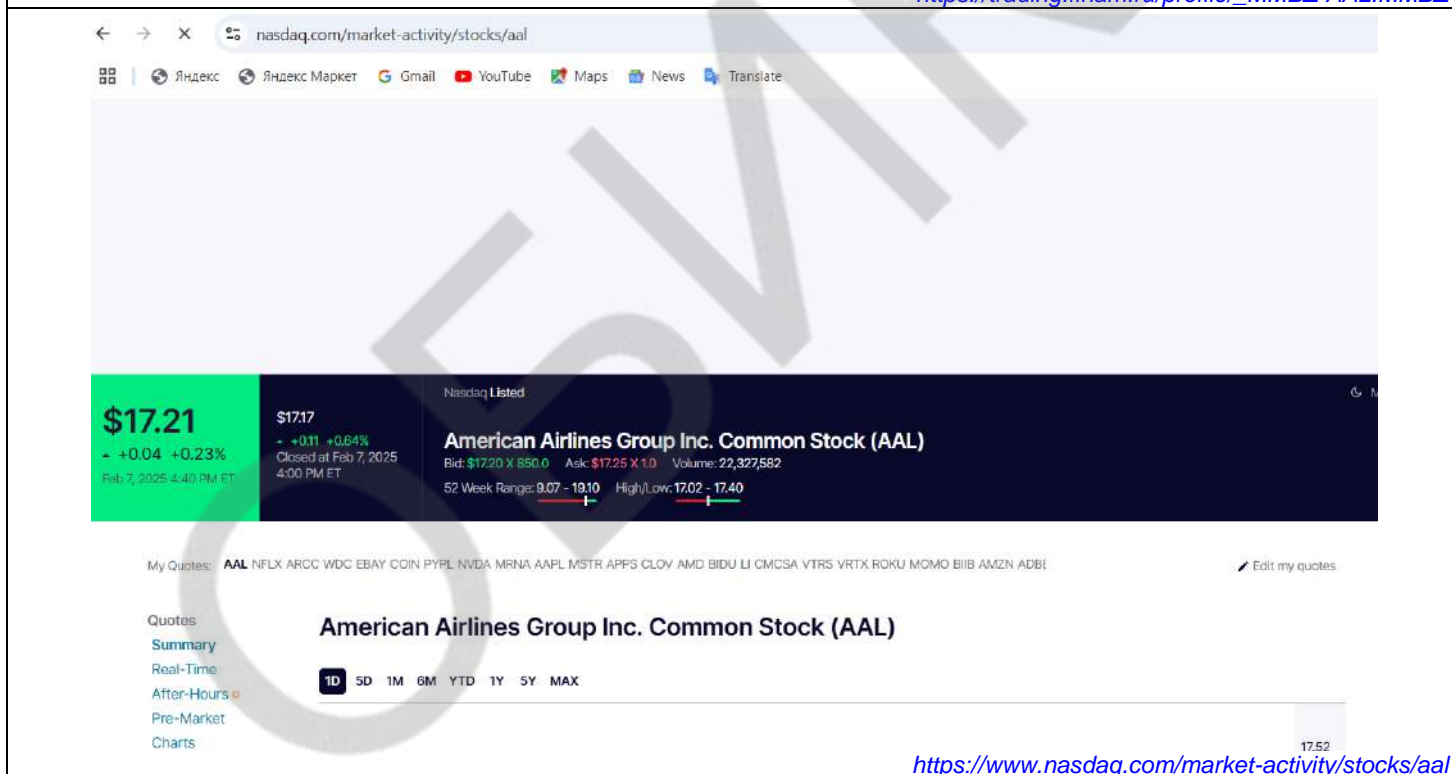 nasdaq.com/market-activity/stocks/aal
Яндекс Яндекс Маркет Gmail YouTube Maps News Translate
Nasdaq Listed
$17.21
+0.04 +0.23%
Feb 7, 2025 4:40 PM ET
$17.17
+0.11 +0.64%
Closed at Feb 7, 2025
4:00 PM ET
American Airlines Group Inc. Common Stock (AAL)
Bid: $17.20 X 850.0 Ask: $17.25 X 1.0 Volume: 22,327,582
52 Week Range: 9.07 - 19.10 High/Low: 17.02 - 17.40
My Quotes: AAL NFLX ARCC WDC EBAY COIN PYPL NVDA MRNA AAPL MSTR APPS CLOV AMD BIDU LI CMCSA VTRS VRTX ROKU MOMO BIIB AMZN ADBE
Edit my quotes
Quotes
Summary
Real-Time
After-Hours
Pre-Market
Charts
American Airlines Group Inc. Common Stock (AAL)
1D 5D 1M 6M YTD 1Y 5Y MAX
17.52
https://www.nasdaq.com/market-activity/stocks/aal